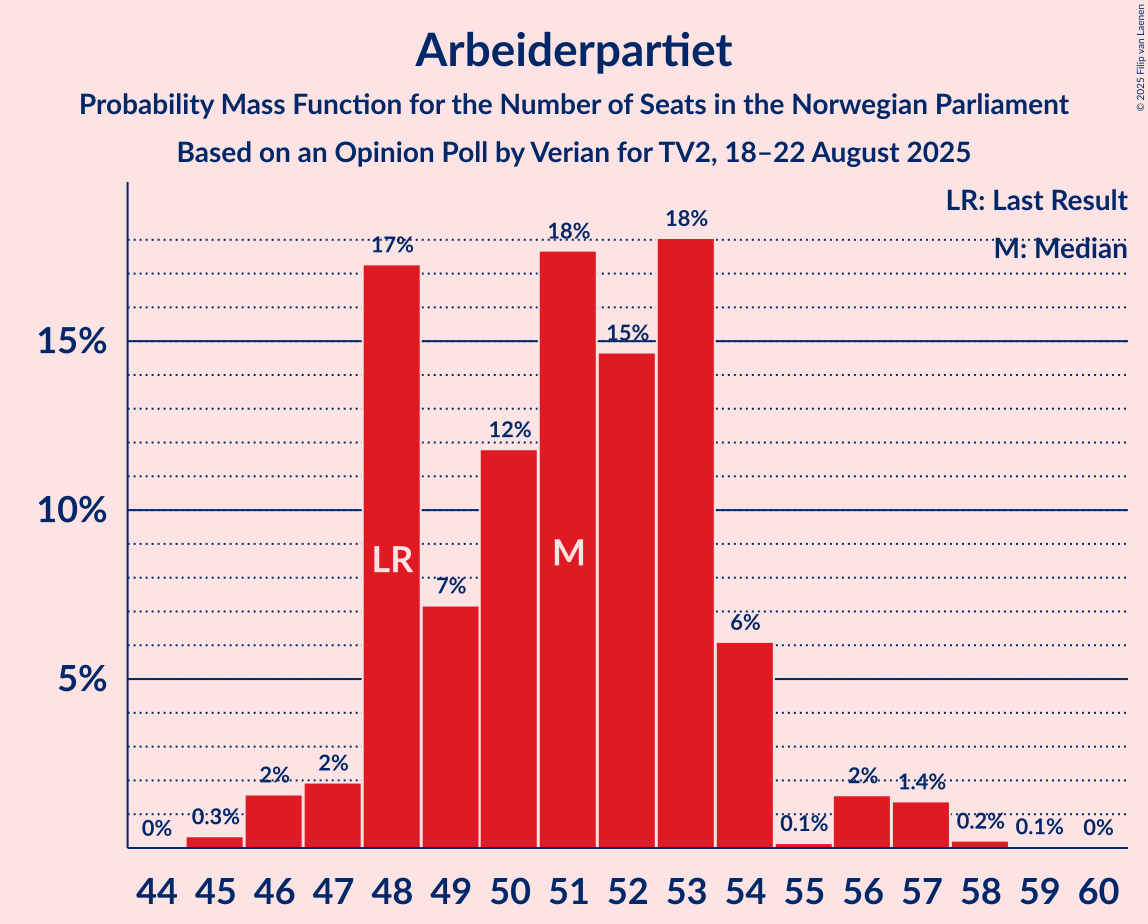 Arbeiderpartiet
Probability Mass Function for the Number of Seats in the Norwegian Parliament
Based on an Opinion Poll by Verian for TV2, 18–22 August 2025
© 2025 Filip van Laenen
LR: Last Result
M: Median
15%
10%
5%
0%
0.3%
2%
2%
17%
7%
12%
18%
15%
18%
6%
0.1%
2%
1.4%
0.2%
0.1%
0%
LR
M
44 45 46 47 48 49 50 51 52 53 54 55 56 57 58 59 60